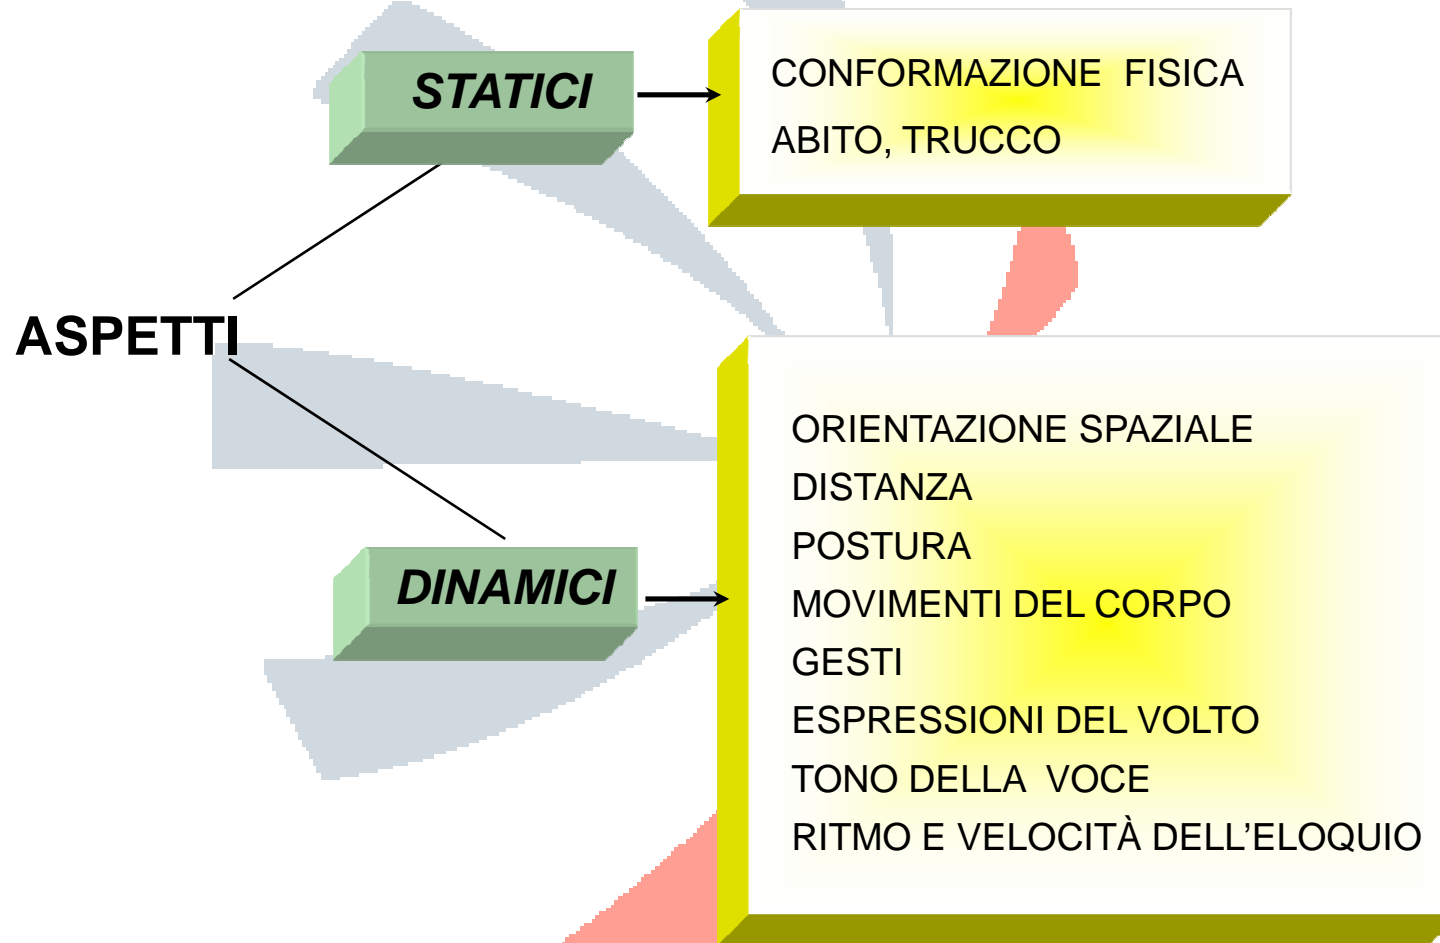 STATICI
CONFORMAZIONE FISICA
ABITO, TRUCCO
ASPETTI
DINAMICI
ORIENTAZIONE SPAZIALE
DISTANZA
POSTURA
MOVIMENTI DEL CORPO
GESTI
ESPRESSIONI DEL VOLTO
TONO DELLA VOCE
RITMO E VELOCITÀ DELL’ELOQUIO